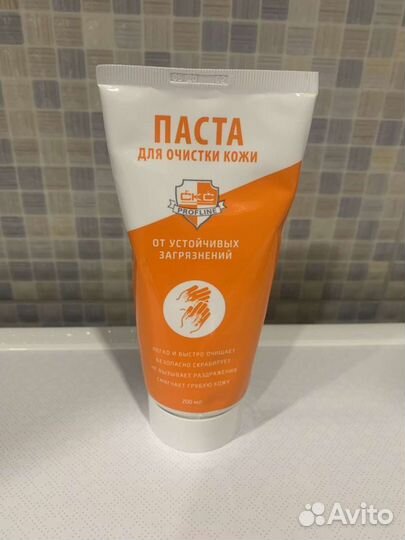 ПАСТА
ДЛЯ ОЧИСТКИ КОЖИ
СКС
PROFLINE
ОТ УСТОЙЧИВЫХ
ЗАГРЯЗНЕНИЙ
ЛЕГКО И БЫСТРО ОЧИЩАЕТ
БЕЗОПАСНО СКРАБИРУЕТ
НЕ ВЫЗЫВАЕТ РАЗДРАЖЕНИЯ
СМЯГЧАЕТ ГРУБУЮ КОЖУ
200 мл
Avito